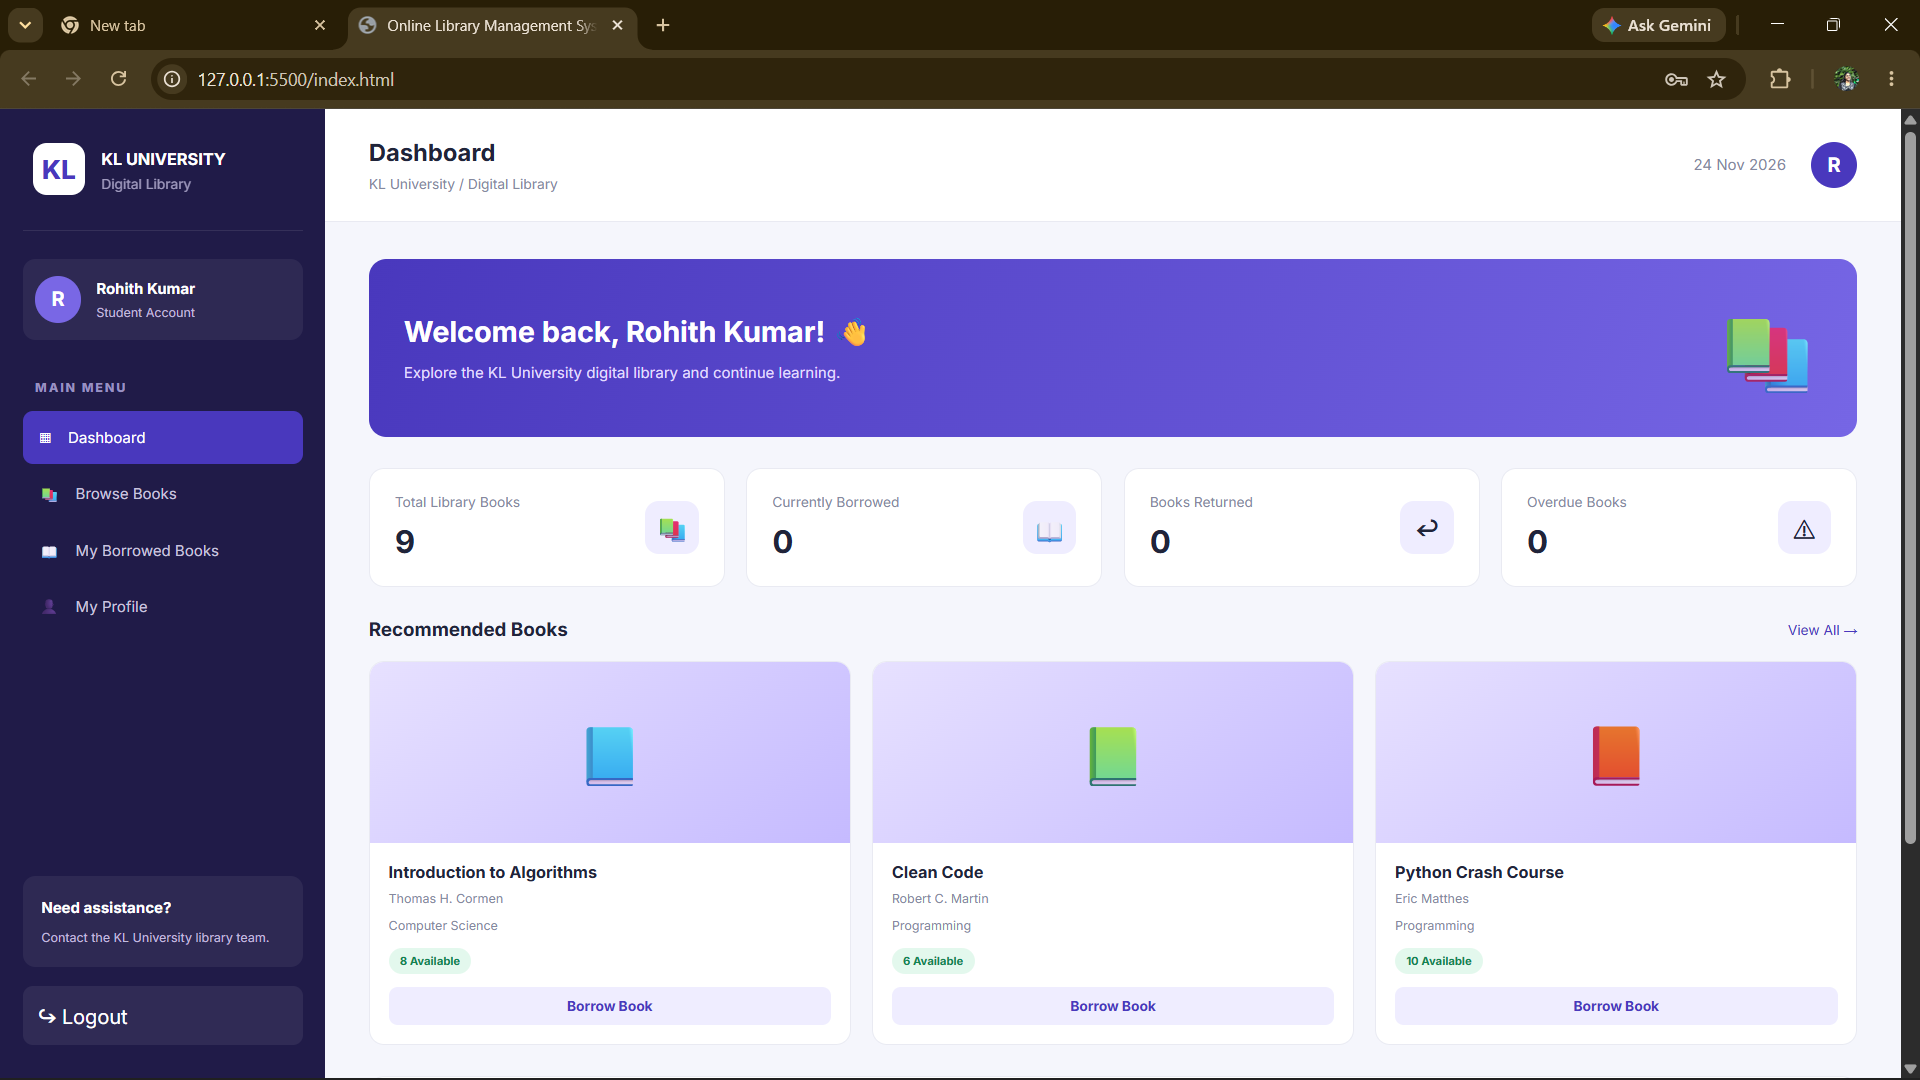 New tab
Online Library Management Sys
Ask Gemini
127.0.0.1:5500/index.html
KL
KL UNIVERSITY
Digital Library
R
Rohith Kumar
Student Account
MAIN MENU
Dashboard
Browse Books
My Borrowed Books
My Profile
Need assistance?
Contact the KL University library team.
Logout
Dashboard
KL University / Digital Library
24 Nov 2026
R
Welcome back, Rohith Kumar! 👋
Explore the KL University digital library and continue learning.
Total Library Books
9
Currently Borrowed
0
Books Returned
0
Overdue Books
0
Recommended Books
View All →
Introduction to Algorithms
Thomas H. Cormen
Computer Science
8 Available
Borrow Book
Clean Code
Robert C. Martin
Programming
6 Available
Borrow Book
Python Crash Course
Eric Matthes
Programming
10 Available
Borrow Book